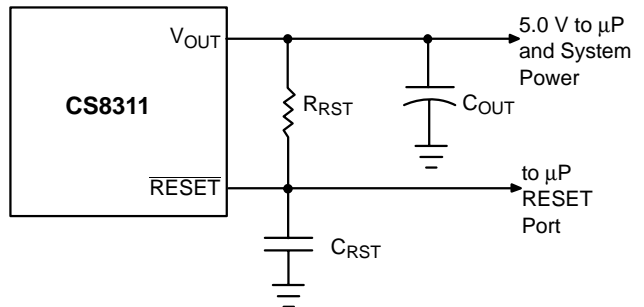 5.0 V to μP
and System
Power
V_OUT
CS8311
R_RST
C_OUT
RESET
to μP
RESET
Port
C_RST